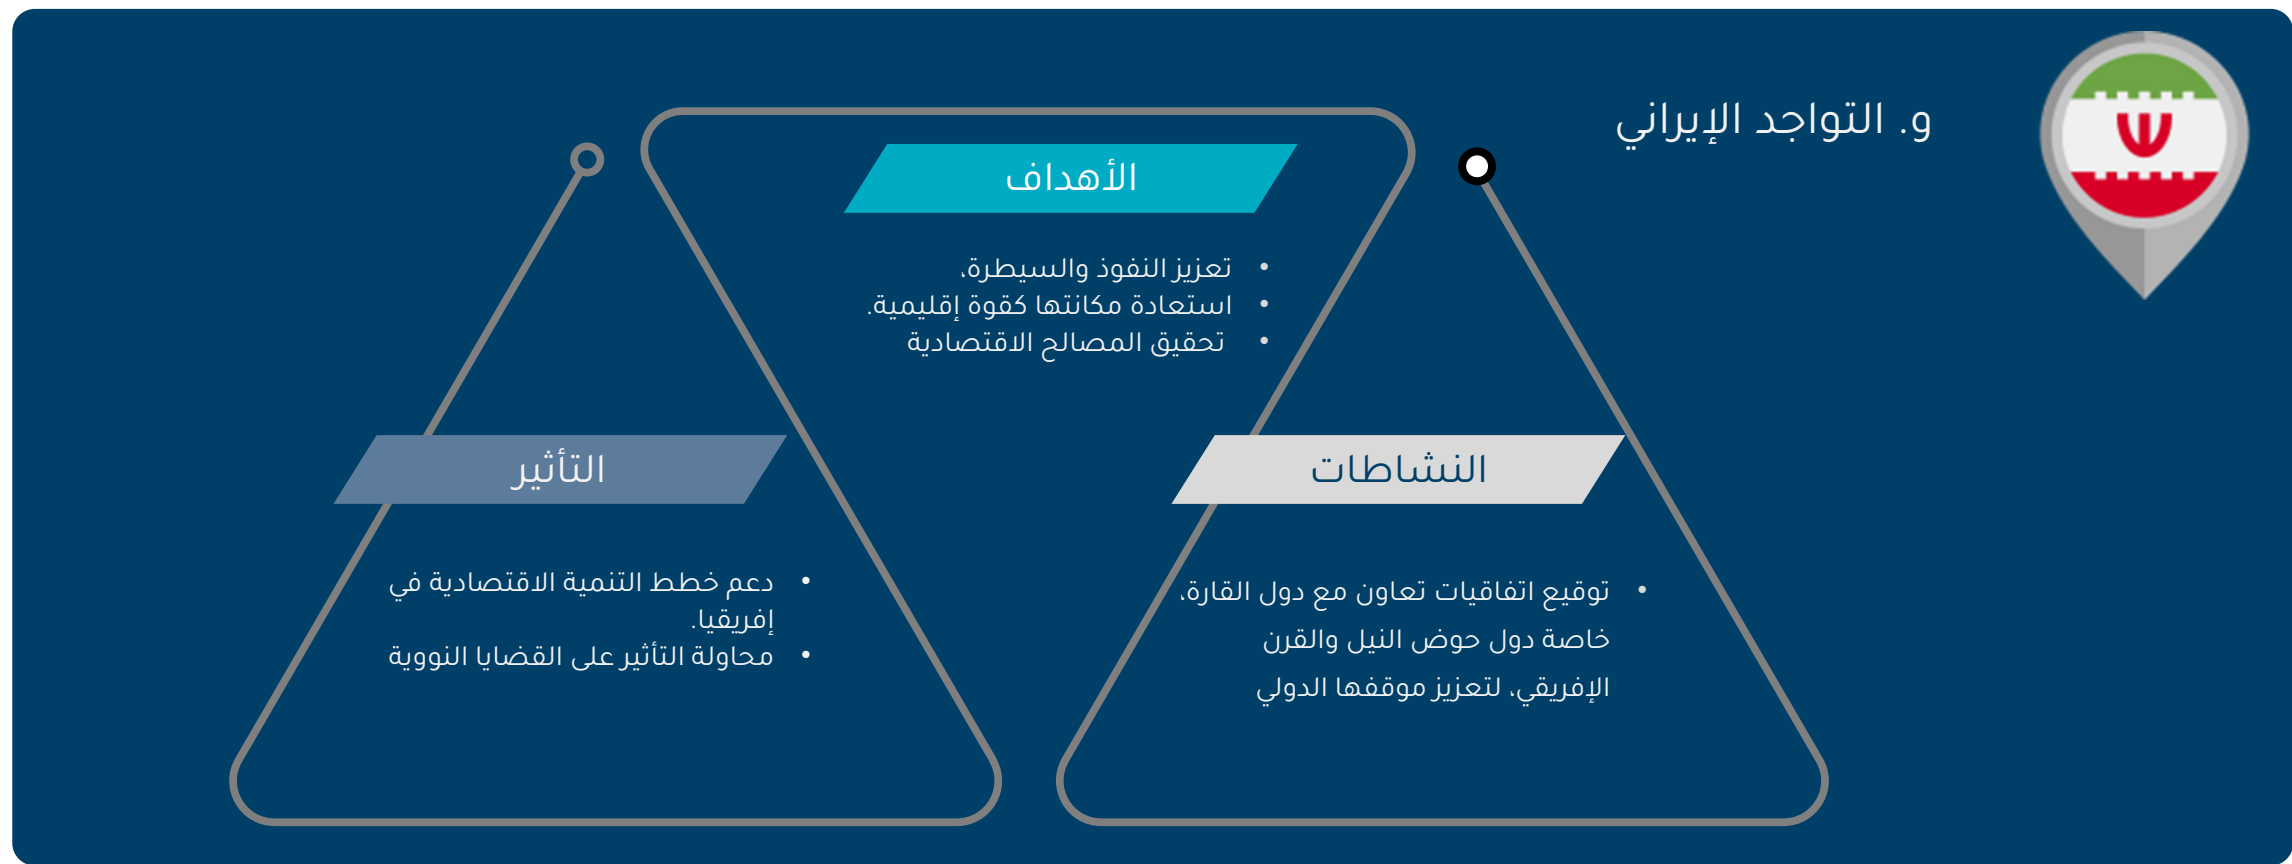 و. التواجد الإيراني
الأهداف
• تعزيز النفوذ والسيطرة،
• استعادة مكانتها كقوة إقليمية.
• تحقيق المصالح الاقتصادية
النشاطات
• توقيع اتفاقيات تعاون مع دول القارة،
خاصة دول حوض النيل والقرن
الإفريقي، لتعزيز موقفها الدولي
التأثير
• دعم خطط التنمية الاقتصادية في
إفريقيا.
• محاولة التأثير على القضايا النووية